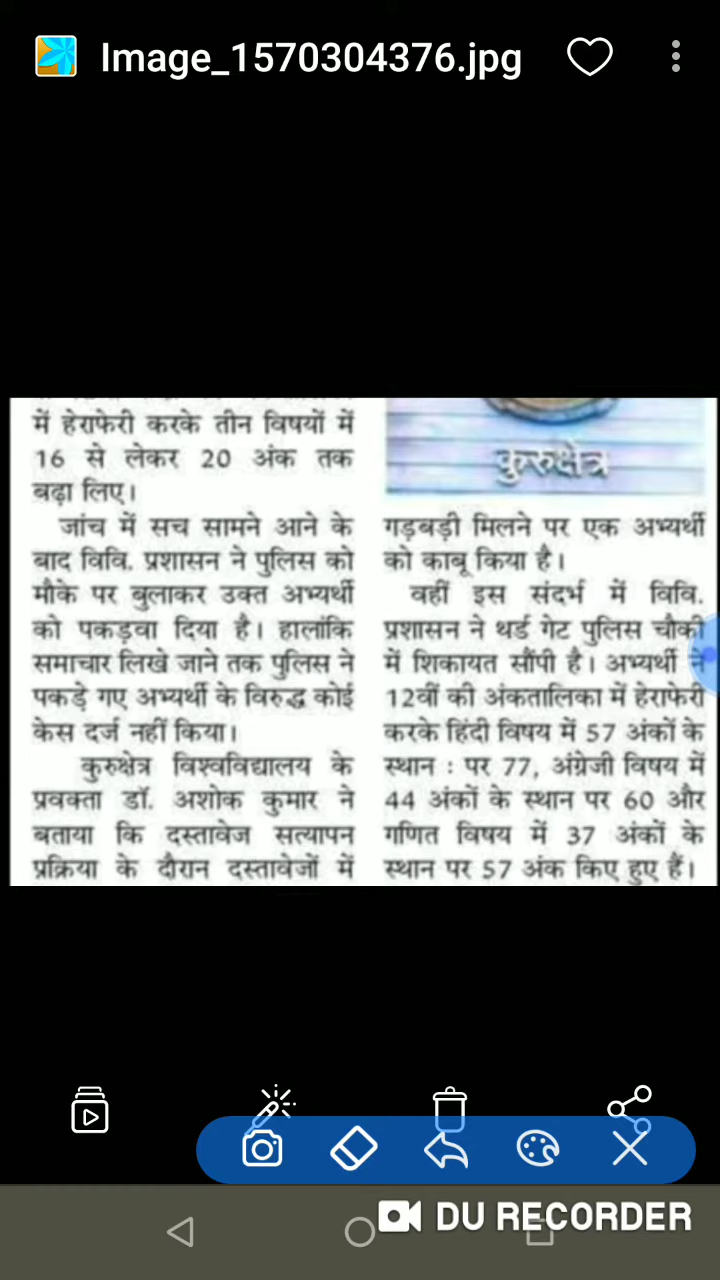 Image_1570304376.jpg
में हेराफेरी करके तीन विषयों में
16 से लेकर 20 अंक तक
बढ़ा लिए।
जांच में सच सामने आने के
बाद विवि. प्रशासन ने पुलिस को
मौके पर बुलाकर उक्त अभ्यर्थी
को पकड़वा दिया है। हालांकि
समाचार लिखे जाने तक पुलिस ने
पकड़े गए अभ्यर्थी के विरुद्ध कोई
केस दर्ज नहीं किया।
कुरुक्षेत्र विश्वविद्यालय के
प्रवक्ता डॉ. अशोक कुमार ने
बताया कि दस्तावेज सत्यापन
प्रक्रिया के दौरान दस्तावेजों में
कुरुक्षेत्र
गड़बड़ी मिलने पर एक अभ्यर्थी
को काबू किया है।
वहीं इस संदर्भ में विवि.
प्रशासन ने थर्ड गेट पुलिस चौकी
में शिकायत सौंपी है। अभ्यर्थी ने
12वीं की अंकतालिका में हेराफेरी
करके हिंदी विषय में 57 अंकों के
स्थान : पर 77, अंग्रेजी विषय में
44 अंकों के स्थान पर 60 और
गणित विषय में 37 अंकों के
स्थान पर 57 अंक किए हुए हैं।
DU RECORDER